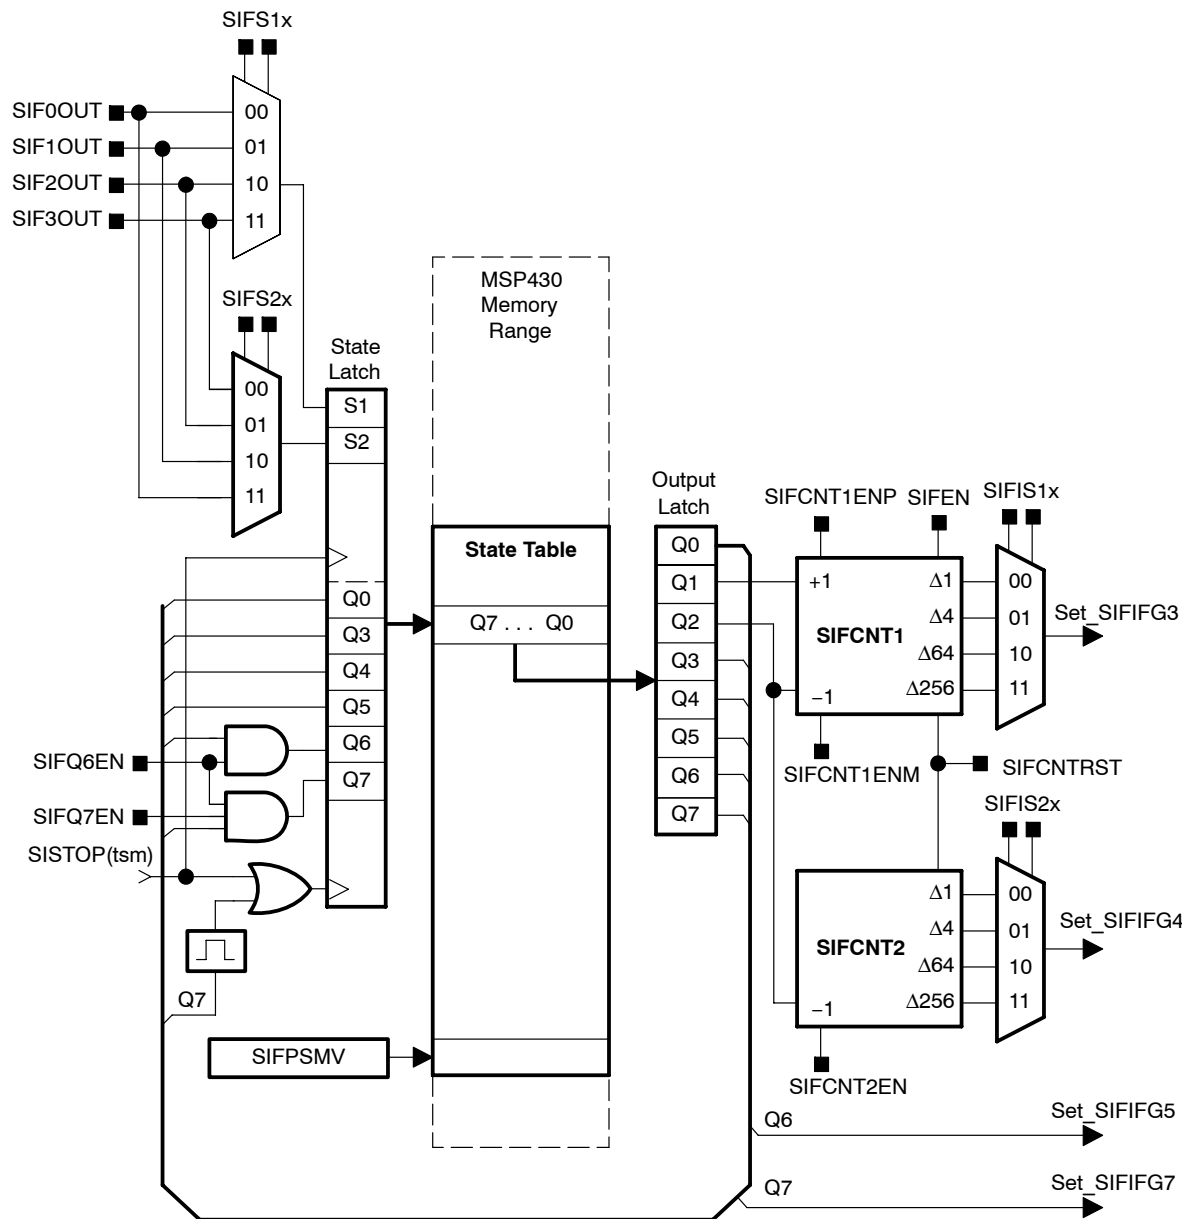 SIFS1x
SIF0OUT
SIF1OUT
SIF2OUT
SIF3OUT
00
01
10
11
SIFS2x
00
01
10
11
State
Latch
S1
S2
Q0
Q3
Q4
Q5
Q6
Q7
SIFQ6EN
SIFQ7EN
SISTOP(tsm)
Q7
SIFPSMV
MSP430
Memory
Range
State Table
Q7 . . . Q0
Output
Latch
Q0
Q1
Q2
Q3
Q4
Q5
Q6
Q7
SIFCNT1ENP
SIFEN
SIFIS1x
+1
Δ1
Δ4
SIFCNT1
Δ64
−1
Δ256
00
01
10
11
Set_SIFIFG3
SIFCNT1ENM
SIFCNTRST
SIFIS2x
Δ1
Δ4
SIFCNT2
Δ64
−1
Δ256
00
01
10
11
Set_SIFIFG4
SIFCNT2EN
Q6
Set_SIFIFG5
Q7
Set_SIFIFG7